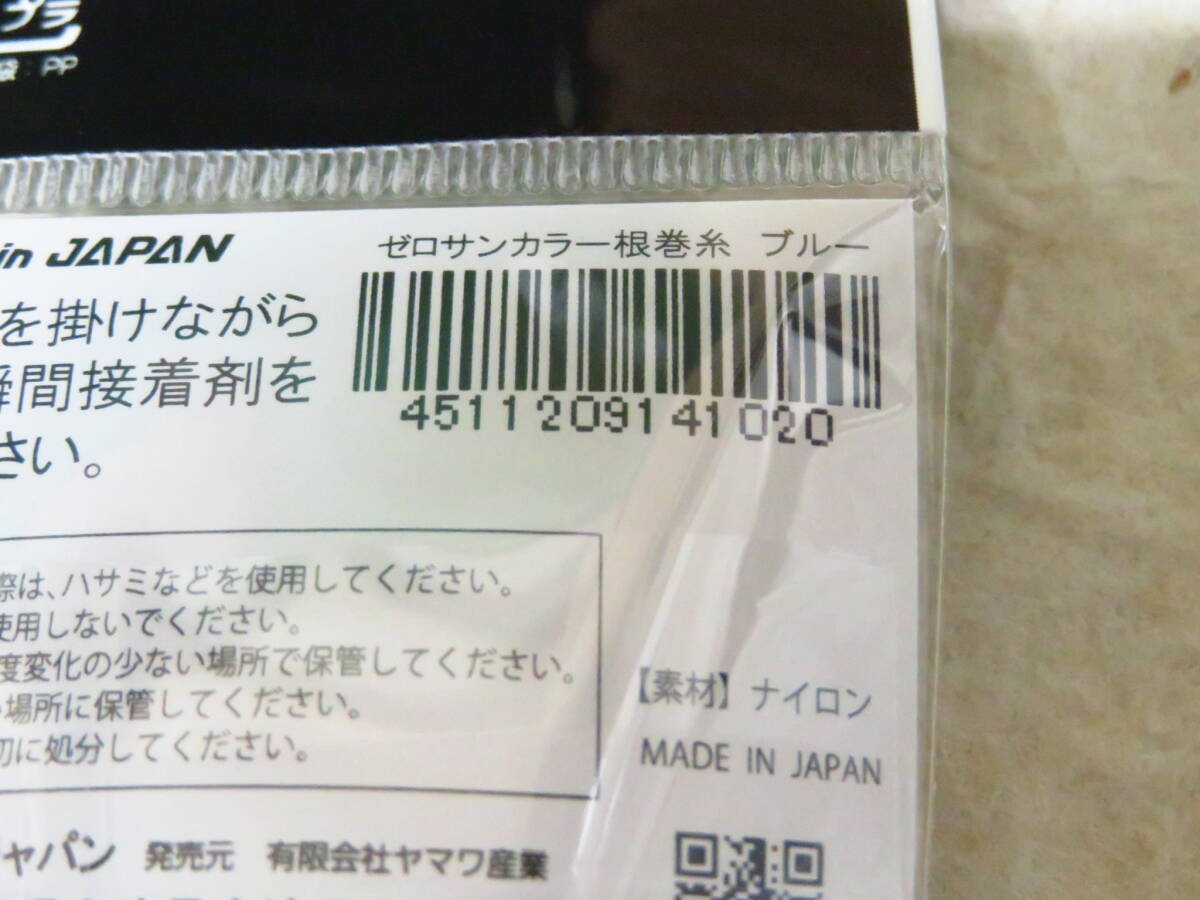 プラ
袋：PP
in JAPAN
ゼロサンカラー根巻糸 ブルー
を掛けながら
瞬間接着剤を
さい。
4511209141020
際は、ハサミなどを使用してください。
使用しないでください。
度変化の少ない場所で保管してください。
場所に保管してください。
切に処分してください。
【素材】ナイロン
MADE IN JAPAN
ャパン 発売元 有限会社ヤマワ産業